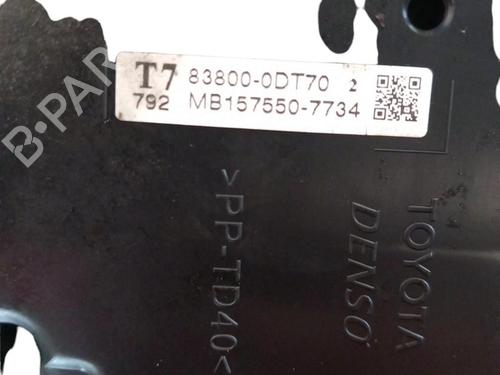 T7 83800-0DT70 2
792 MB157550-7734
>PP-TD40<
TOYOTA
DENSO
B-PAR